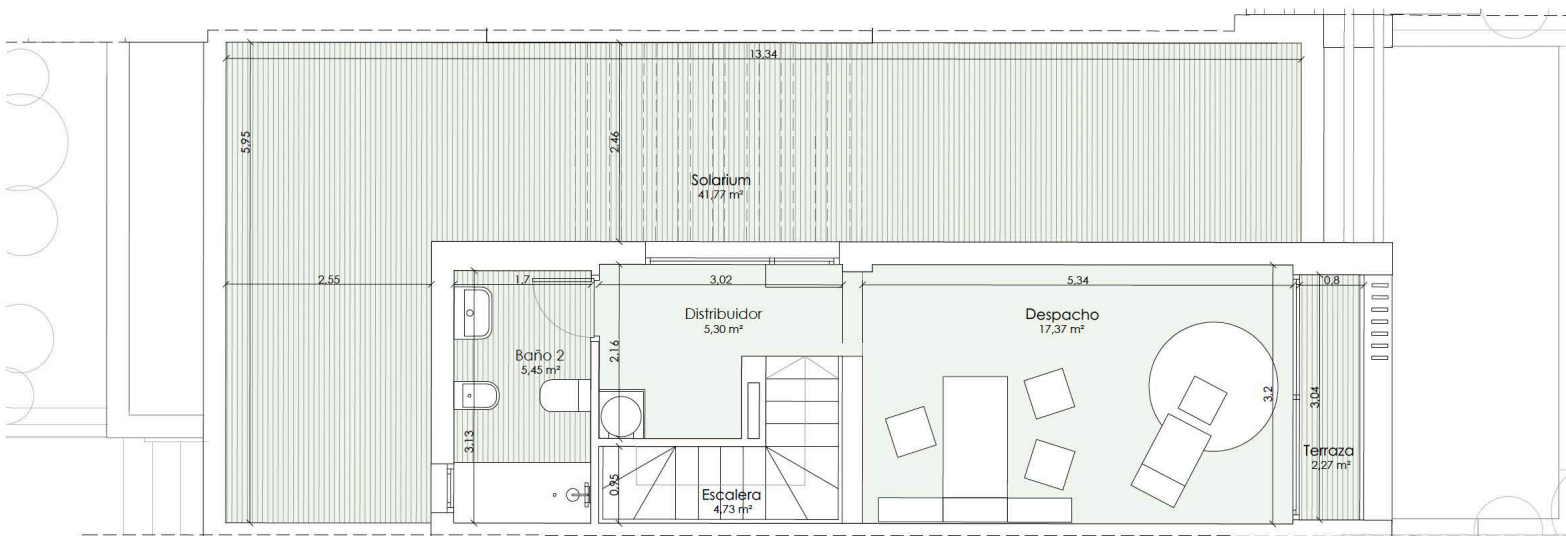 13,34
5,95
2,46
Solarium
41,77 m²
2,55
1,7
3,02
5,34
0,8
Distribuidor
5,30 m²
Despacho
17,37 m²
Baño 2
5,45 m²
2,16
3,2
3,04
3,13
Terraza
2,27 m²
0,95
Escalera
4,73 m²